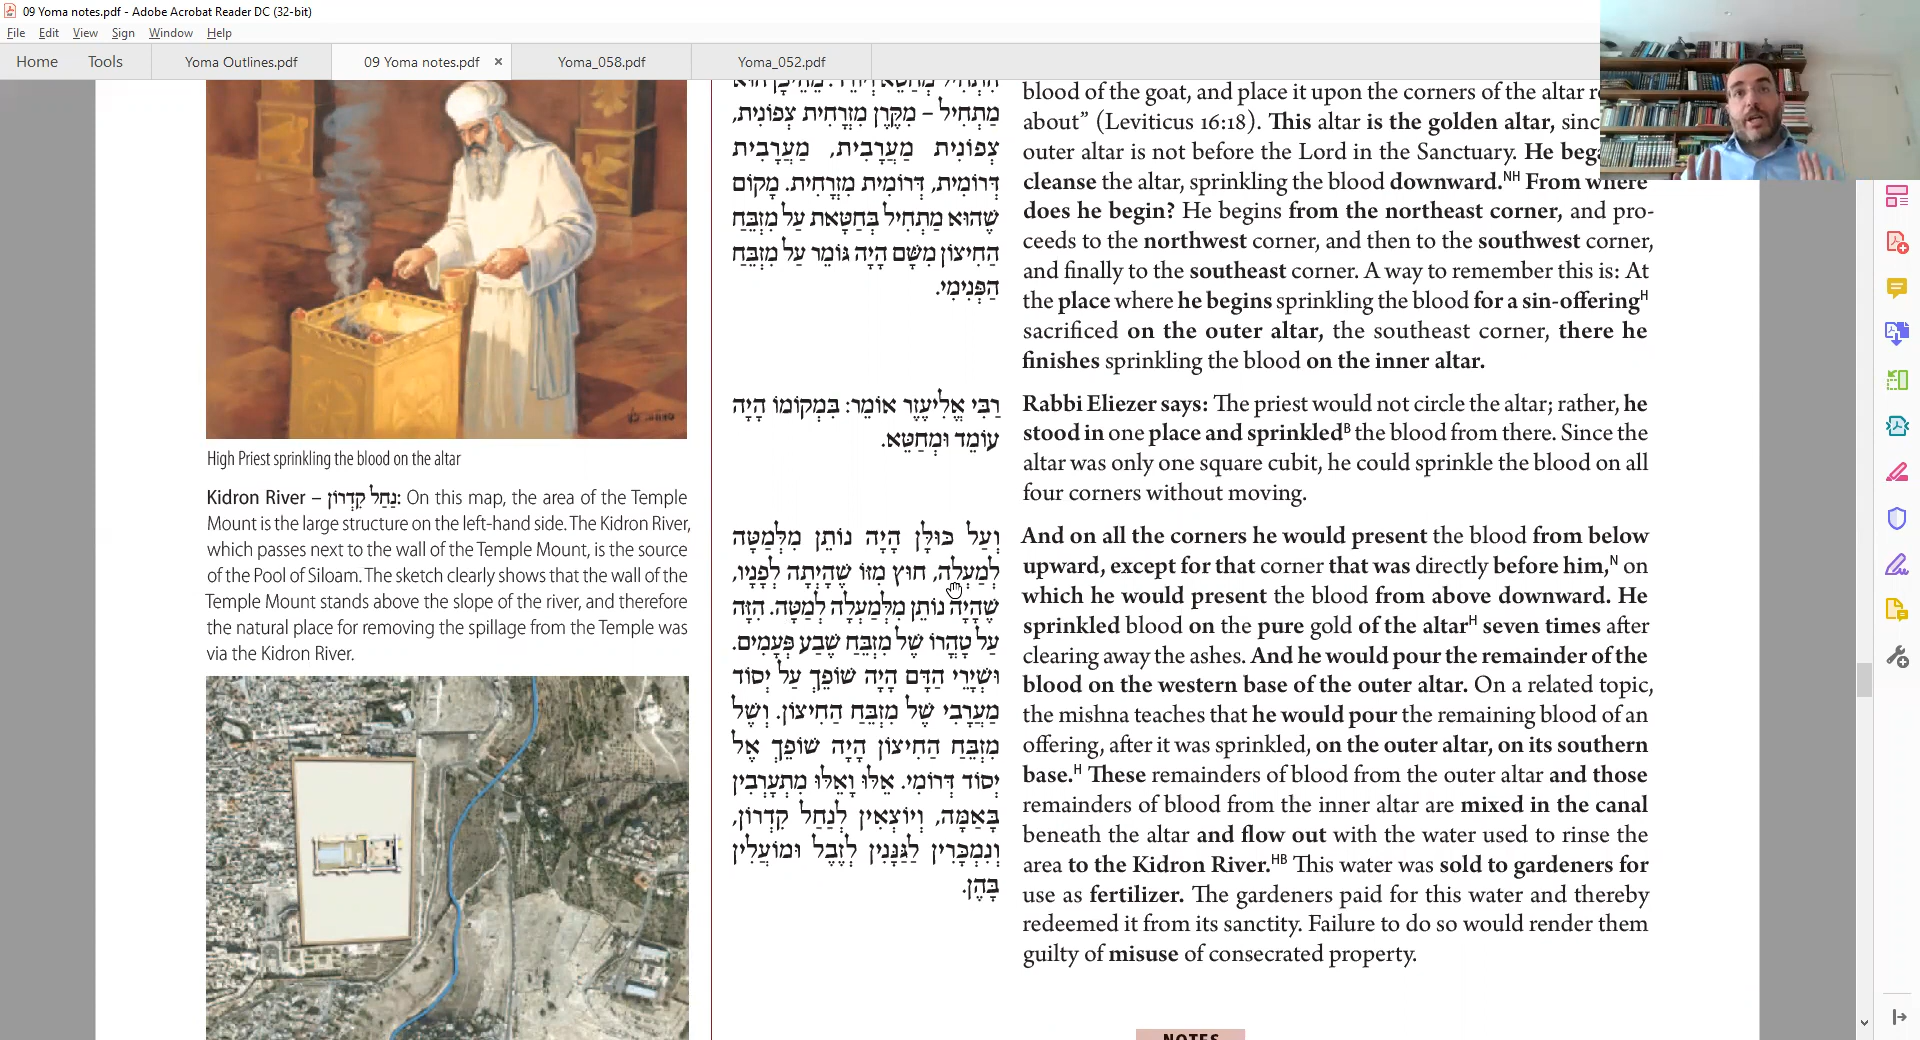 09 Yoma notes.pdf - Adobe Acrobat Reader DC (32-bit)
File Edit View Sign Window Help
Home Tools Yoma Outlines.pdf 09 Yoma notes.pdf × Yoma_058.pdf Yoma_052.pdf
High Priest sprinkling the blood on the altar
Kidron River – נַחַל קִדְרוֹן: On this map, the area of the Temple
Mount is the large structure on the left-hand side. The Kidron River,
which passes next to the wall of the Temple Mount, is the source
of the Pool of Siloam. The sketch clearly shows that the wall of the
Temple Mount stands above the slope of the river, and therefore
the natural place for removing the spillage from the Temple was
via the Kidron River.
מַתְחִיל – מִקֶּרֶן מִזְרָחִית צְפוֹנִית,
צְפוֹנִית מַעֲרָבִית, מַעֲרָבִית
דְּרוֹמִית, דְּרוֹמִית מִזְרָחִית. מָקוֹם
שֶׁהוּא מַתְחִיל בְּחַטָּאת עַל מִזְבֵּחַ
הַחִיצוֹן מִשָּׁם הָיָה גּוֹמֵר עַל מִזְבֵּחַ
הַפְּנִימִי.
רַבִּי אֱלִיעֶזֶר אוֹמֵר: בִּמְקוֹמוֹ הָיָה
עוֹמֵד וּמְחַטֵּא.
וְעַל כּוּלָּן הָיָה נוֹתֵן מִלְּמַטָּה
לְמַעְלָה, חוּץ מִזּוֹ שֶׁהָיְתָה לְפָנָיו,
שֶׁהָיָה נוֹתֵן מִלְּמַעְלָה לְמַטָּה. הִזָּה
עַל טָהֳרוֹ שֶׁל מִזְבֵּחַ שֶׁבַע פְּעָמִים.
וּשְׁיָרֵי הַדָּם הָיָה שׁוֹפֵךְ עַל יְסוֹד
מַעֲרָבִי שֶׁל מִזְבֵּחַ הַחִיצוֹן. וְשֶׁל
מִזְבֵּחַ הַחִיצוֹן הָיָה שׁוֹפֵךְ אֶל
יְסוֹד דְּרוֹמִי. אֵלּוּ וָאֵלּוּ מִתְעָרְבִין
בָּאַמָּה, וְיוֹצְאִין לְנַחַל קִדְרוֹן,
וְנִמְכָּרִין לַגַּנָּנִין לְזֶבֶל וּמוֹעֲלִין
בָּהֶן.
blood of the goat, and place it upon the corners of the altar
about” (Leviticus 16:18). This altar is the golden altar,
outer altar is not before the Lord in the Sanctuary. He
cleanse the altar, sprinkling the blood downward.NH From where
does he begin? He begins from the northeast corner, and pro-
ceeds to the northwest corner, and then to the southwest corner,
and finally to the southeast corner. A way to remember this is: At
the place where he begins sprinkling the blood for a sin-offeringH
sacrificed on the outer altar, the southeast corner, there he
finishes sprinkling the blood on the inner altar.
Rabbi Eliezer says: The priest would not circle the altar; rather, he
stood in one place and sprinkledB the blood from there. Since the
altar was only one square cubit, he could sprinkle the blood on all
four corners without moving.
And on all the corners he would present the blood from below
upward, except for that corner that was directly before him,N on
which he would present the blood from above downward. He
sprinkled blood on the pure gold of the altarH seven times after
clearing away the ashes. And he would pour the remainder of the
blood on the western base of the outer altar. On a related topic,
the mishna teaches that he would pour the remaining blood of an
offering, after it was sprinkled, on the outer altar, on its southern
base.H These remainders of blood from the outer altar and those
remainders of blood from the inner altar are mixed in the canal
beneath the altar and flow out with the water used to rinse the
area to the Kidron River.HB This water was sold to gardeners for
use as fertilizer. The gardeners paid for this water and thereby
redeemed it from its sanctity. Failure to do so would render them
guilty of misuse of consecrated property.
NOTES